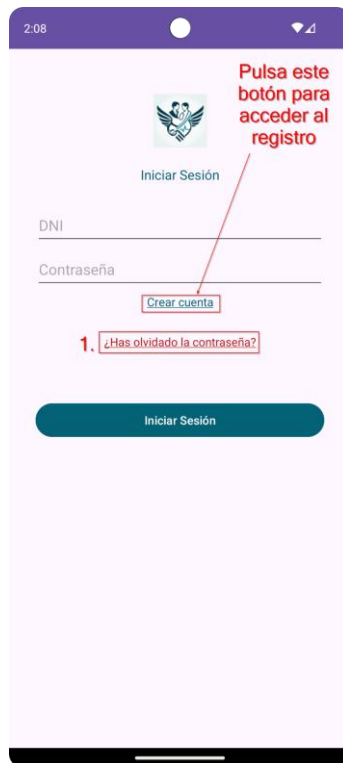 2:08
Pulsa este
botón para
acceder al
registro
Iniciar Sesión
DNI
Contraseña
Crear cuenta
1. ¿Has olvidado la contraseña?
Iniciar Sesión